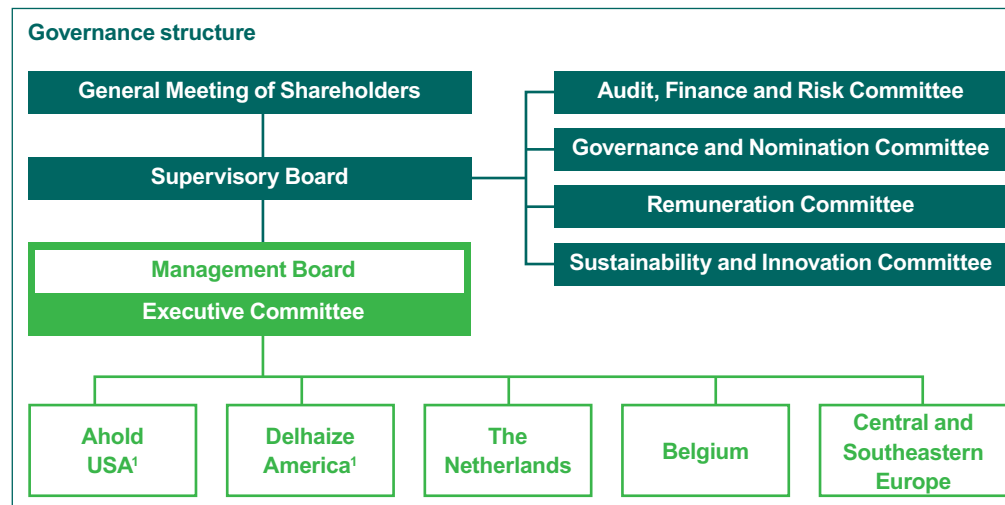 Governance structure
General Meeting of Shareholders
Supervisory Board
Audit, Finance and Risk Committee
Governance and Nomination Committee
Remuneration Committee
Sustainability and Innovation Committee
Management Board
Executive Committee
Ahold
USA¹
Delhaize
America¹
The
Netherlands
Belgium
Central and
Southeastern
Europe